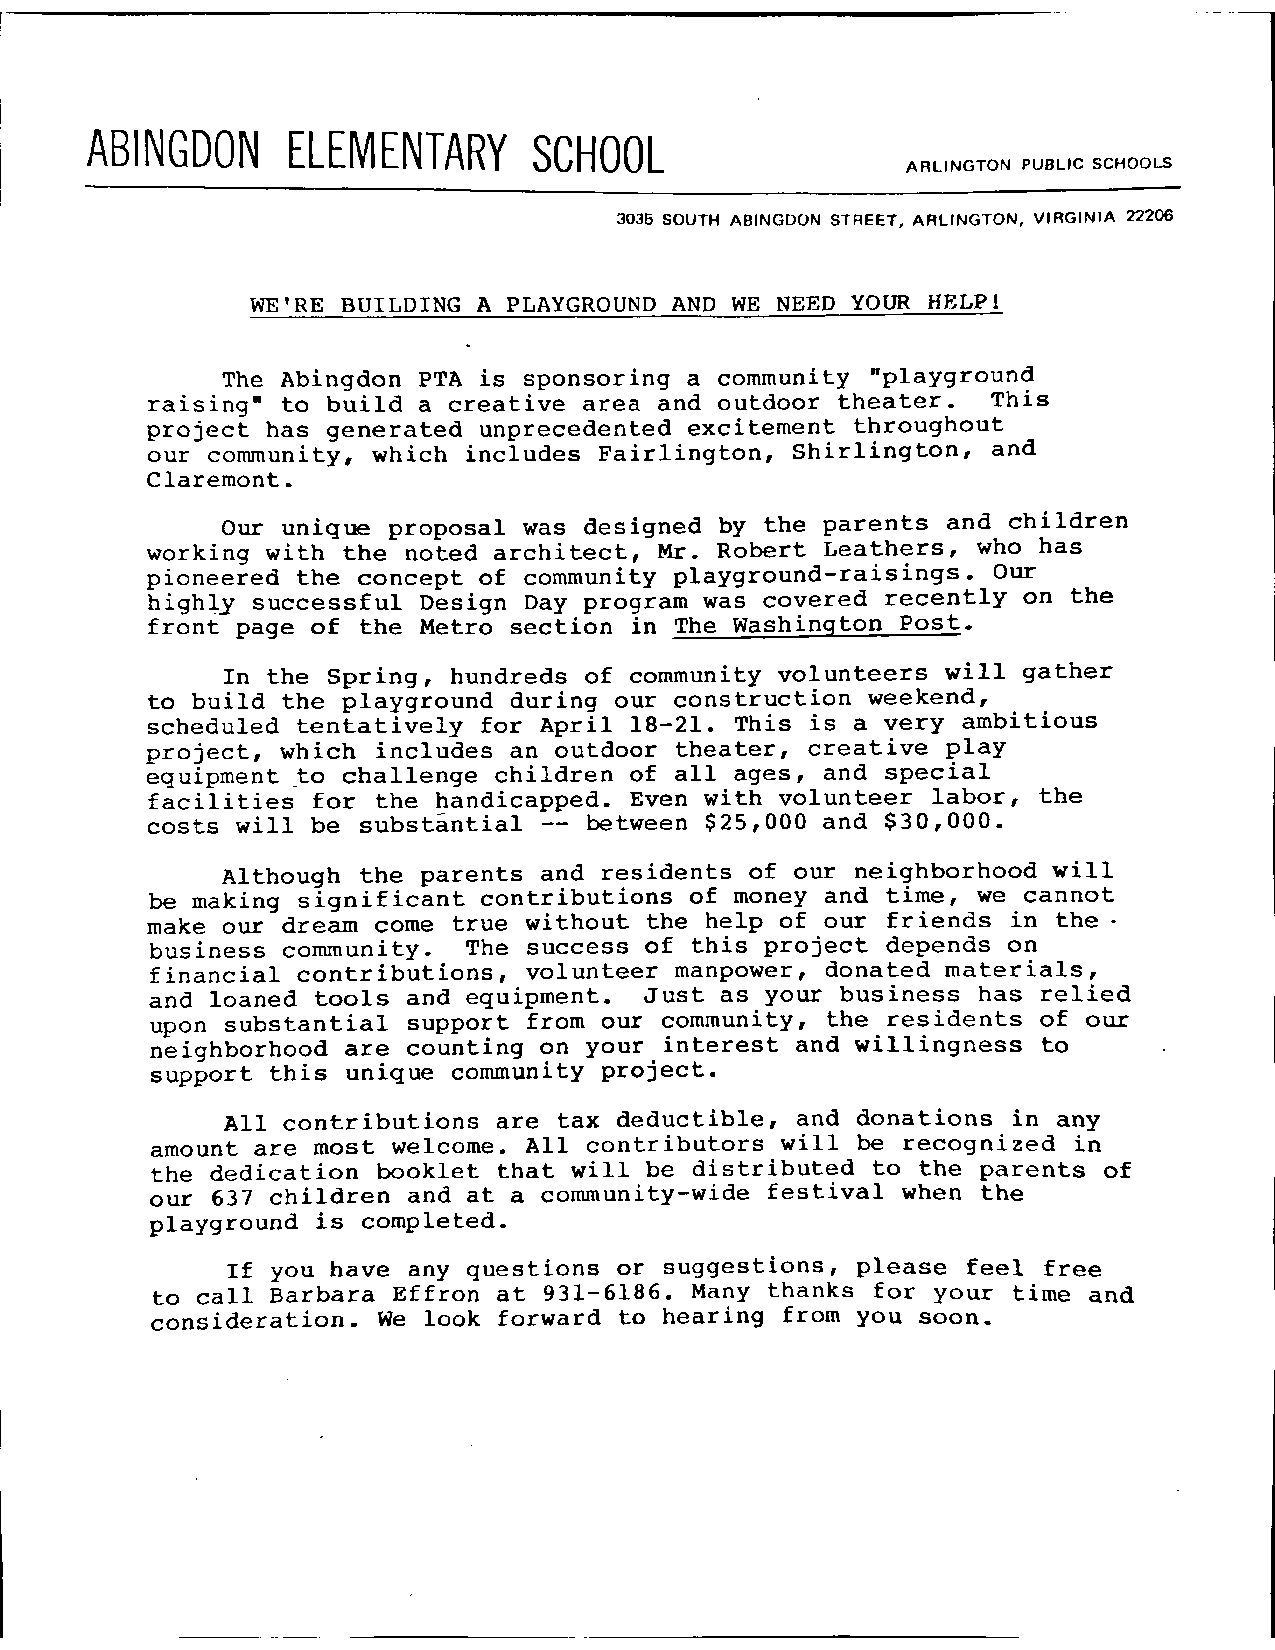 ABINGDON ELEMENTARY SCHOOL
ARLINGTON PUBLIC SCHOOLS
3035 SOUTH ABINGDON STREET, ARLINGTON, VIRGINIA 22206
WE'RE BUILDING A PLAYGROUND AND WE NEED YOUR HELP!
The Abingdon PTA is sponsoring a community "playground
raising" to build a creative area and outdoor theater. This
project has generated unprecedented excitement throughout
our community, which includes Fairlington, Shirlington, and
Claremont.
Our unique proposal was designed by the parents and children
working with the noted architect, Mr. Robert Leathers, who has
pioneered the concept of community playground-raisings. Our
highly successful Design Day program was covered recently on the
front page of the Metro section in The Washington Post.
In the Spring, hundreds of community volunteers will gather
to build the playground during our construction weekend,
scheduled tentatively for April 18-21. This is a very ambitious
project, which includes an outdoor theater, creative play
equipment to challenge children of all ages, and special
facilities for the handicapped. Even with volunteer labor, the
costs will be substantial -- between $25,000 and $30,000.
Although the parents and residents of our neighborhood will
be making significant contributions of money and time, we cannot
make our dream come true without the help of our friends in the
business community. The success of this project depends on
financial contributions, volunteer manpower, donated materials,
and loaned tools and equipment. Just as your business has relied
upon substantial support from our community, the residents of our
neighborhood are counting on your interest and willingness to
support this unique community project.
All contributions are tax deductible, and donations in any
amount are most welcome. All contributors will be recognized in
the dedication booklet that will be distributed to the parents of
our 637 children and at a community-wide festival when the
playground is completed.
If you have any questions or suggestions, please feel free
to call Barbara Effron at 931-6186. Many thanks for your time and
consideration. We look forward to hearing from you soon.